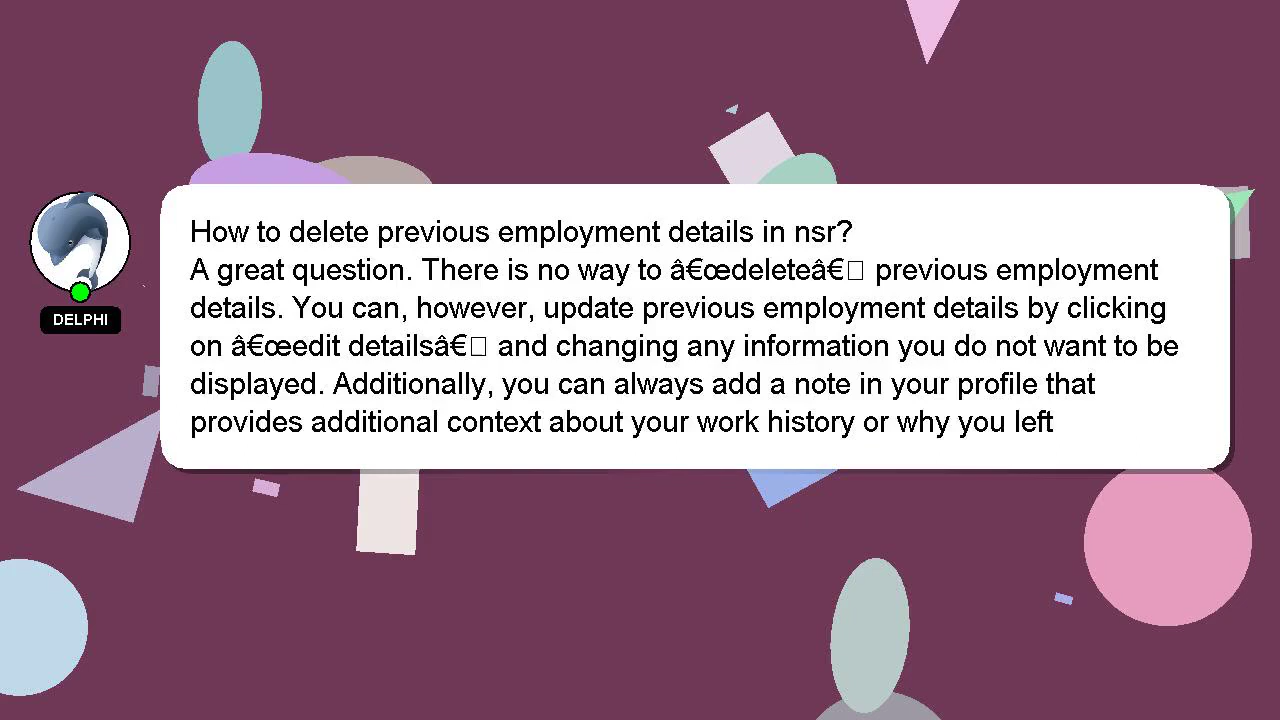 How to delete previous employment details in nsr?
A great question. There is no way to â€œdeleteâ€□ previous employment
details. You can, however, update previous employment details by clicking
on â€œedit detailsâ€□ and changing any information you do not want to be
displayed. Additionally, you can always add a note in your profile that
provides additional context about your work history or why you left
DELPHI